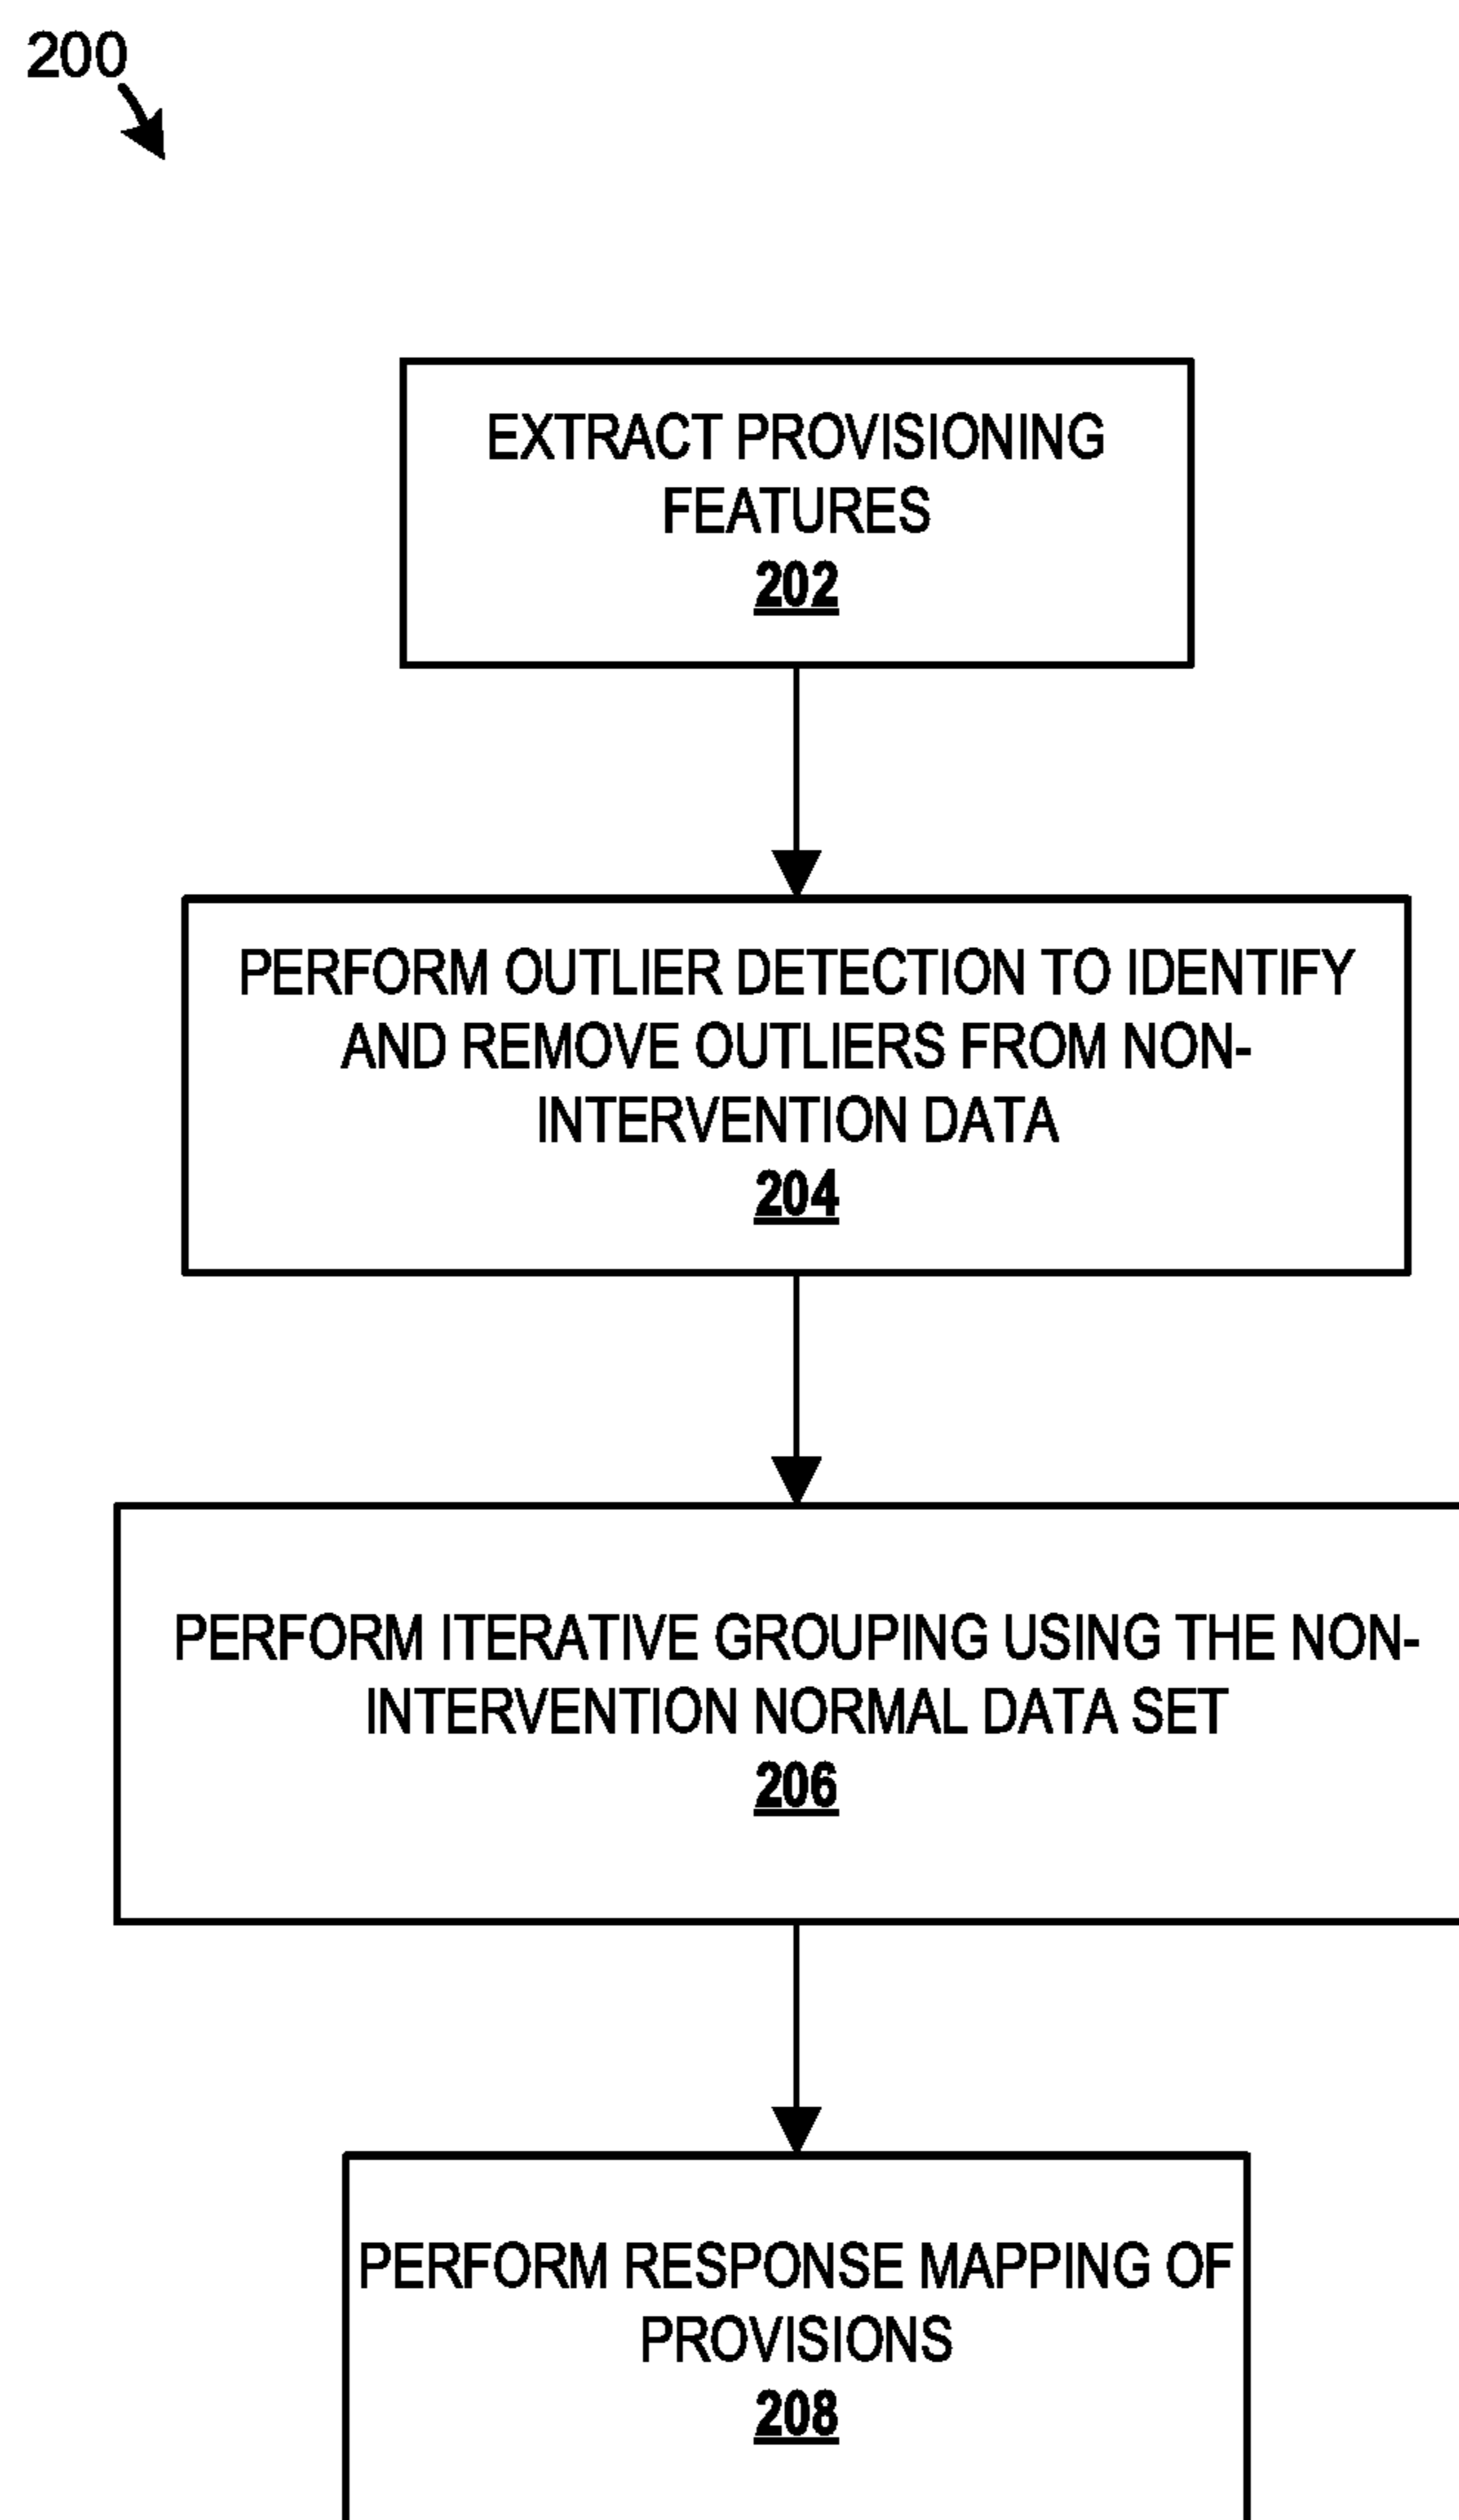 200
EXTRACT PROVISIONING
FEATURES
202
PERFORM OUTLIER DETECTION TO IDENTIFY
AND REMOVE OUTLIERS FROM NON-
INTERVENTION DATA
204
PERFORM ITERATIVE GROUPING USING THE NON-
INTERVENTION NORMAL DATA SET
206
PERFORM RESPONSE MAPPING OF
PROVISIONS
208